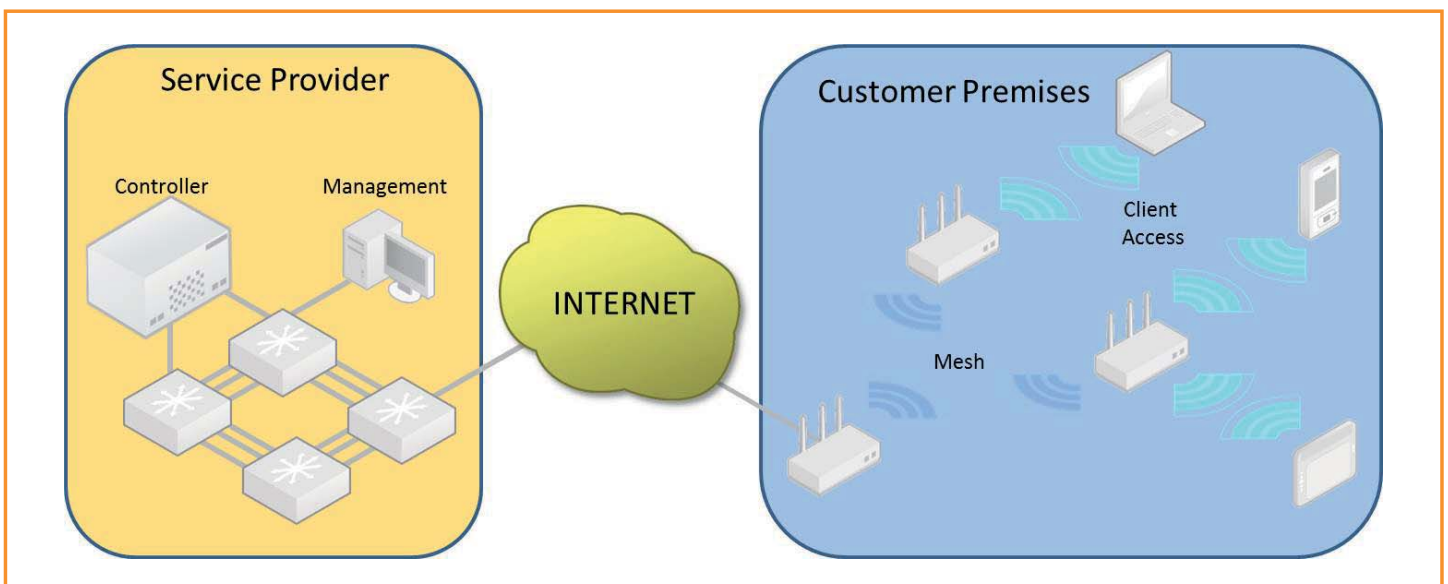 Service Provider
Controller
Management
INTERNET
Customer Premises
Client
Access
Mesh